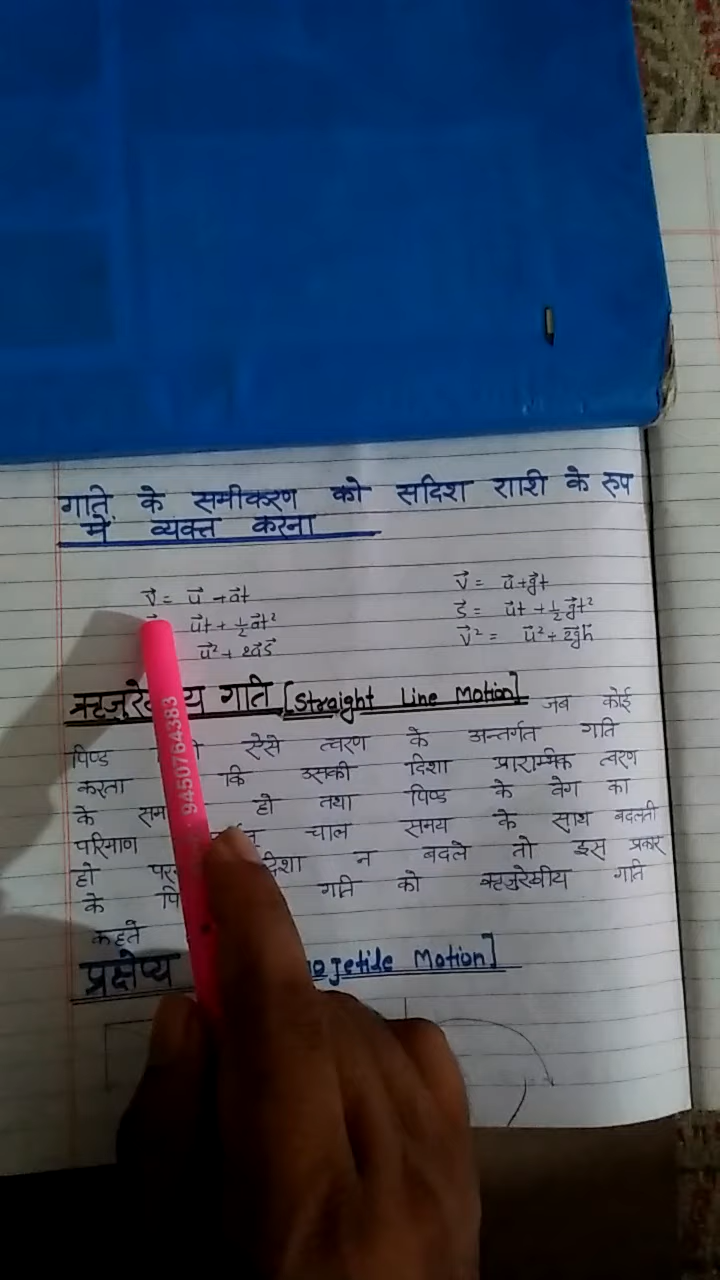 गति के समीकरण को सदिश राशी के रूप
में व्यक्त करना
v⃗ = u⃗ + a⃗t
u⃗t + ½a⃗t²
u⃗² + 2a⃗s⃗
v⃗ = u⃗+g⃗t
s⃗ = u⃗t + ½g⃗t²
v⃗² = u⃗² + 2g⃗h⃗
गति [Straight Line Motion] जब कोई
पिण्ड ऐसे त्वरण के अन्तर्गत गति
करता कि उसकी दिशा प्रारम्भिक त्वरण
के हो तथा पिण्ड के वेग का
परिमाण चाल समय के साथ बदलती
हो दिशा न बदले तो इस प्रकार
के गति को ऋजुरेखीय गति
कहते
प्रक्षेप्य ojetile Motion]
9450764383